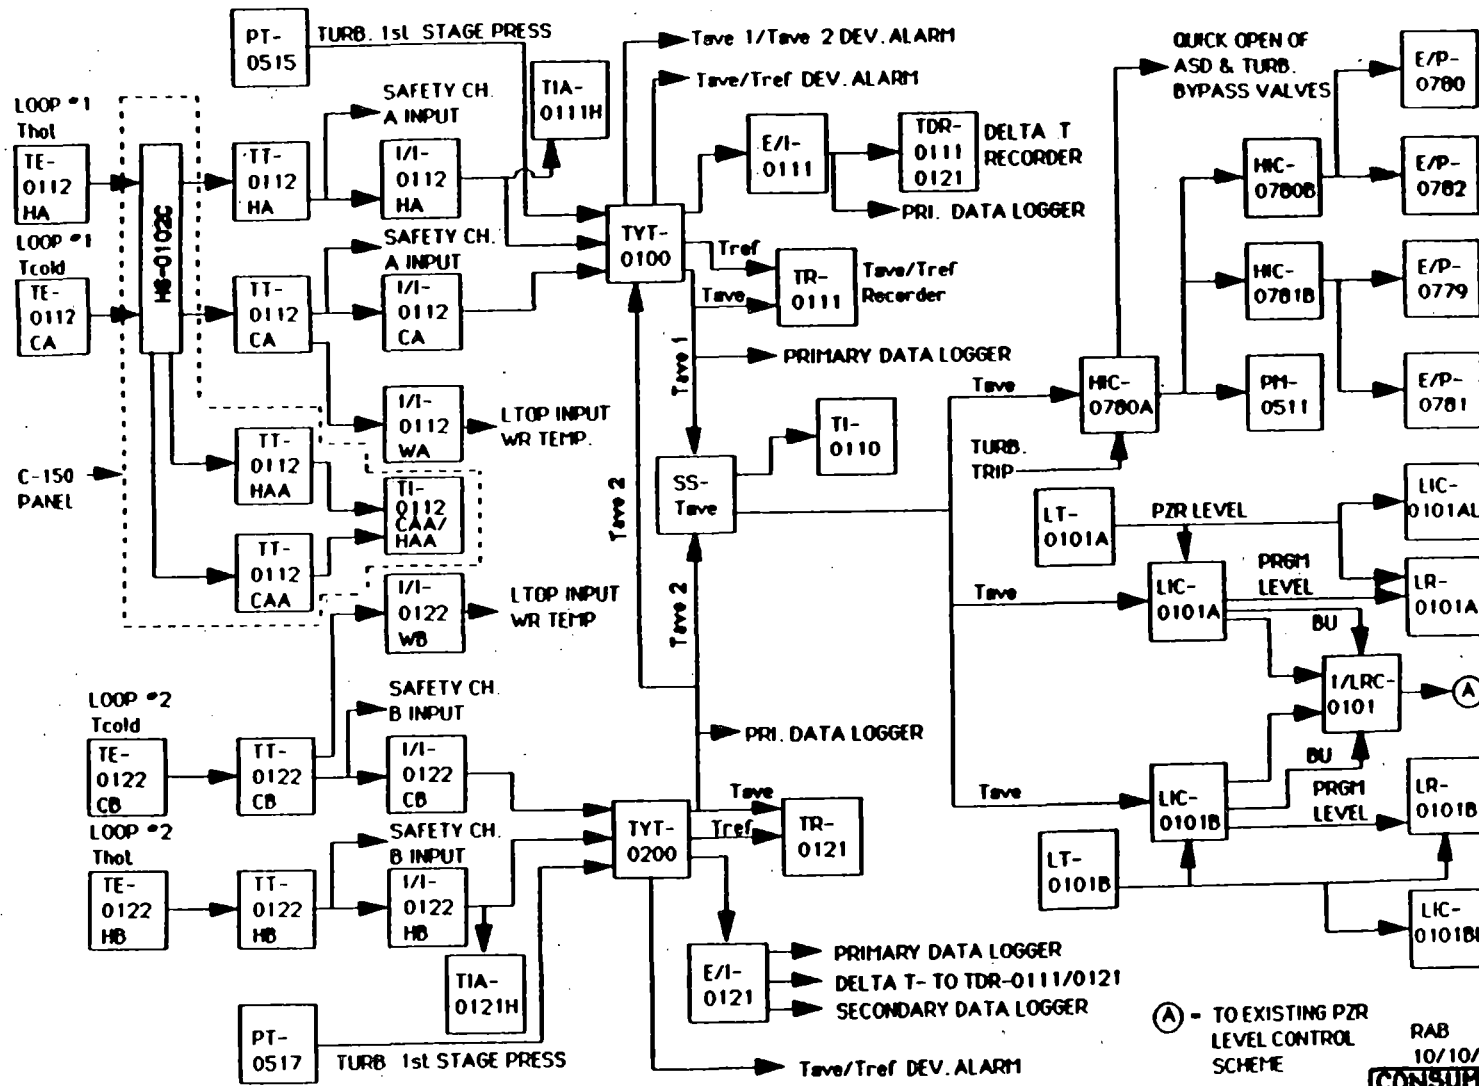 PT-
0515
TURB. 1st STAGE PRESS
Tave 1/Tave 2 DEV. ALARM
Tave/Tref DEV. ALARM
QUICK OPEN OF
ASD & TURB.
BYPASS VALVES
E/P-
0780
LOOP #1
Thot
TE-
0112
HA
HS-0102C
TT-
0112
HA
SAFETY CH.
A INPUT
I/I-
0112
HA
TIA-
0111H
E/I-
0111
TDR-
0111
0121
DELTA T
RECORDER
PRI. DATA LOGGER
HIC-
0780B
E/P-
0782
LOOP #1
Tcold
TE-
0112
CA
TT-
0112
CA
SAFETY CH.
A INPUT
I/I-
0112
CA
TYT-
0100
Tref
Tave
TR-
0111
Tave/Tref
Recorder
HIC-
0781B
E/P-
0779
Tave 1
PRIMARY DATA LOGGER
Tave
HIC-
0780A
PM-
0511
E/P-
0781
I/I-
0112
WA
LTOP INPUT
WR TEMP.
TI-
0110
TURB.
TRIP
C-150
PANEL
TT-
0112
HAA
TI-
0112
CAA/
HAA
SS-
Tave
Tave 2
LT-
0101A
PZR LEVEL
LIC-
0101AL
TT-
0112
CAA
I/I-
0122
WB
LTOP INPUT
WR TEMP
Tave 2
Tave
LIC-
0101A
PRGM
LEVEL
LR-
0101A
BU
I/LRC-
0101
A
LOOP #2
Tcold
TE-
0122
CB
TT-
0122
CB
SAFETY CH.
B INPUT
I/I-
0122
CB
PRI. DATA LOGGER
BU
Tave
LIC-
0101B
PRGM
LEVEL
LR-
0101B
LOOP #2
Thot
TE-
0122
HB
TT-
0122
HB
SAFETY CH.
B INPUT
I/I-
0122
HB
TYT-
0200
Tave
Tref
TR-
0121
LT-
0101B
LIC-
TIA-
0121H
E/I-
0121
PRIMARY DATA LOGGER
DELTA T- TO TDR-0111/0121
SECONDARY DATA LOGGER
PT-
0517
TURB 1st STAGE PRESS
Tave/Tref DEV. ALARM
A - TO EXISTING PZR
LEVEL CONTROL
SCHEME
RAB
10/10/